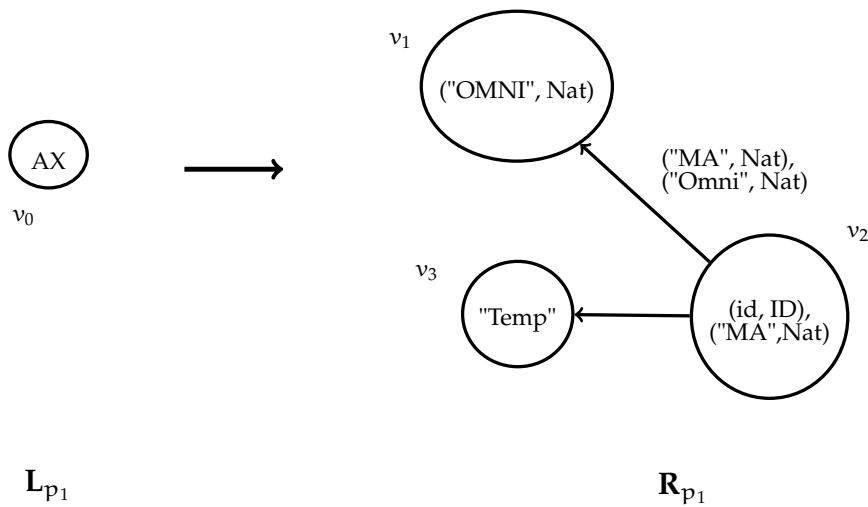 v₁
("OMNI", Nat)
AX
v₀
("MA", Nat),
("Omni", Nat)
v₂
v₃
"Temp"
(id, ID),
("MA",Nat)
Lₚ₁
Rₚ₁